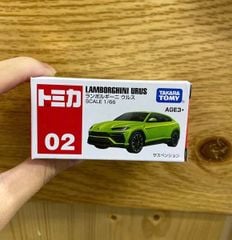 トミカ
02
LAMBORGHINI URUS
ランボルギーニ ウルス
SCALE 1/66
TAKARA
TOMY
AGE3+
サスペンション